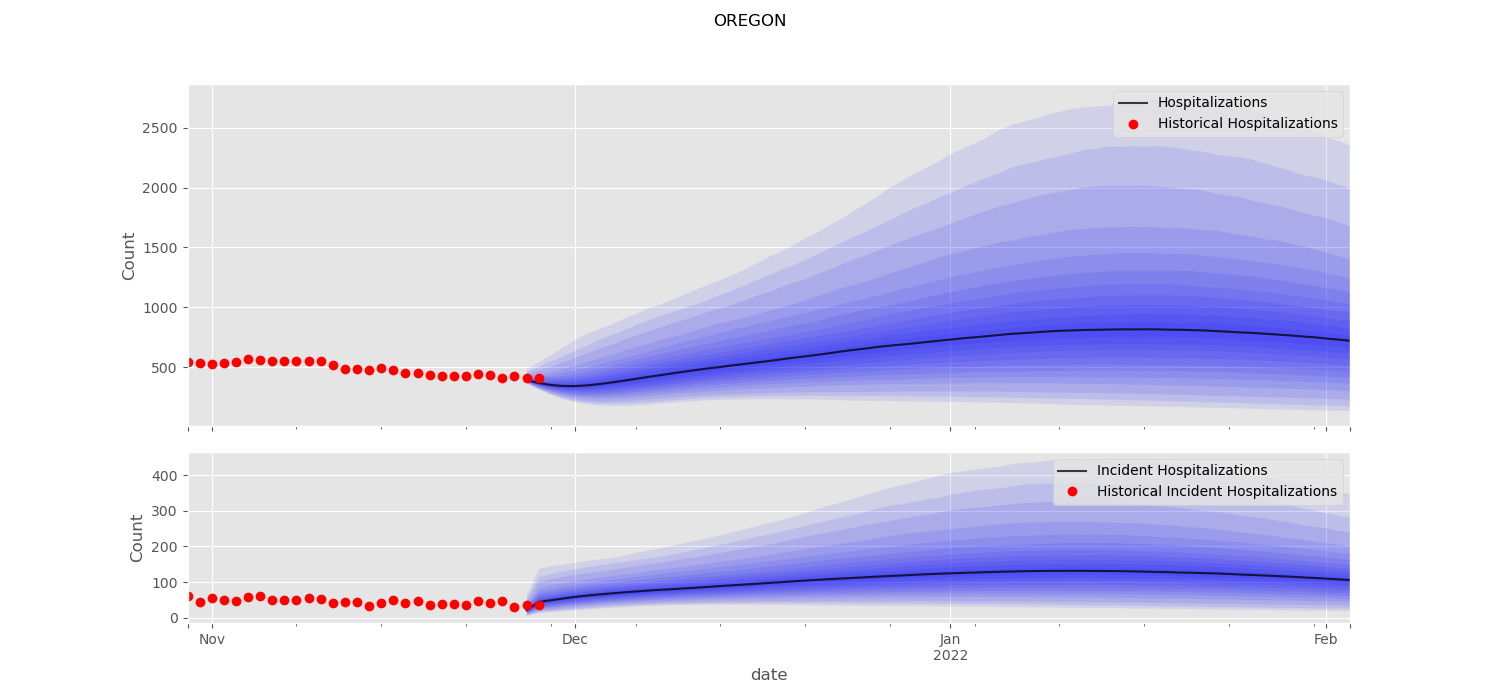 OREGON
Hospitalizations
Historical Hospitalizations
2500
2000
1500
1000
500
Count
Incident Hospitalizations
Historical Incident Hospitalizations
400
300
200
100
0
Count
Nov Dec Jan Feb
2022
date